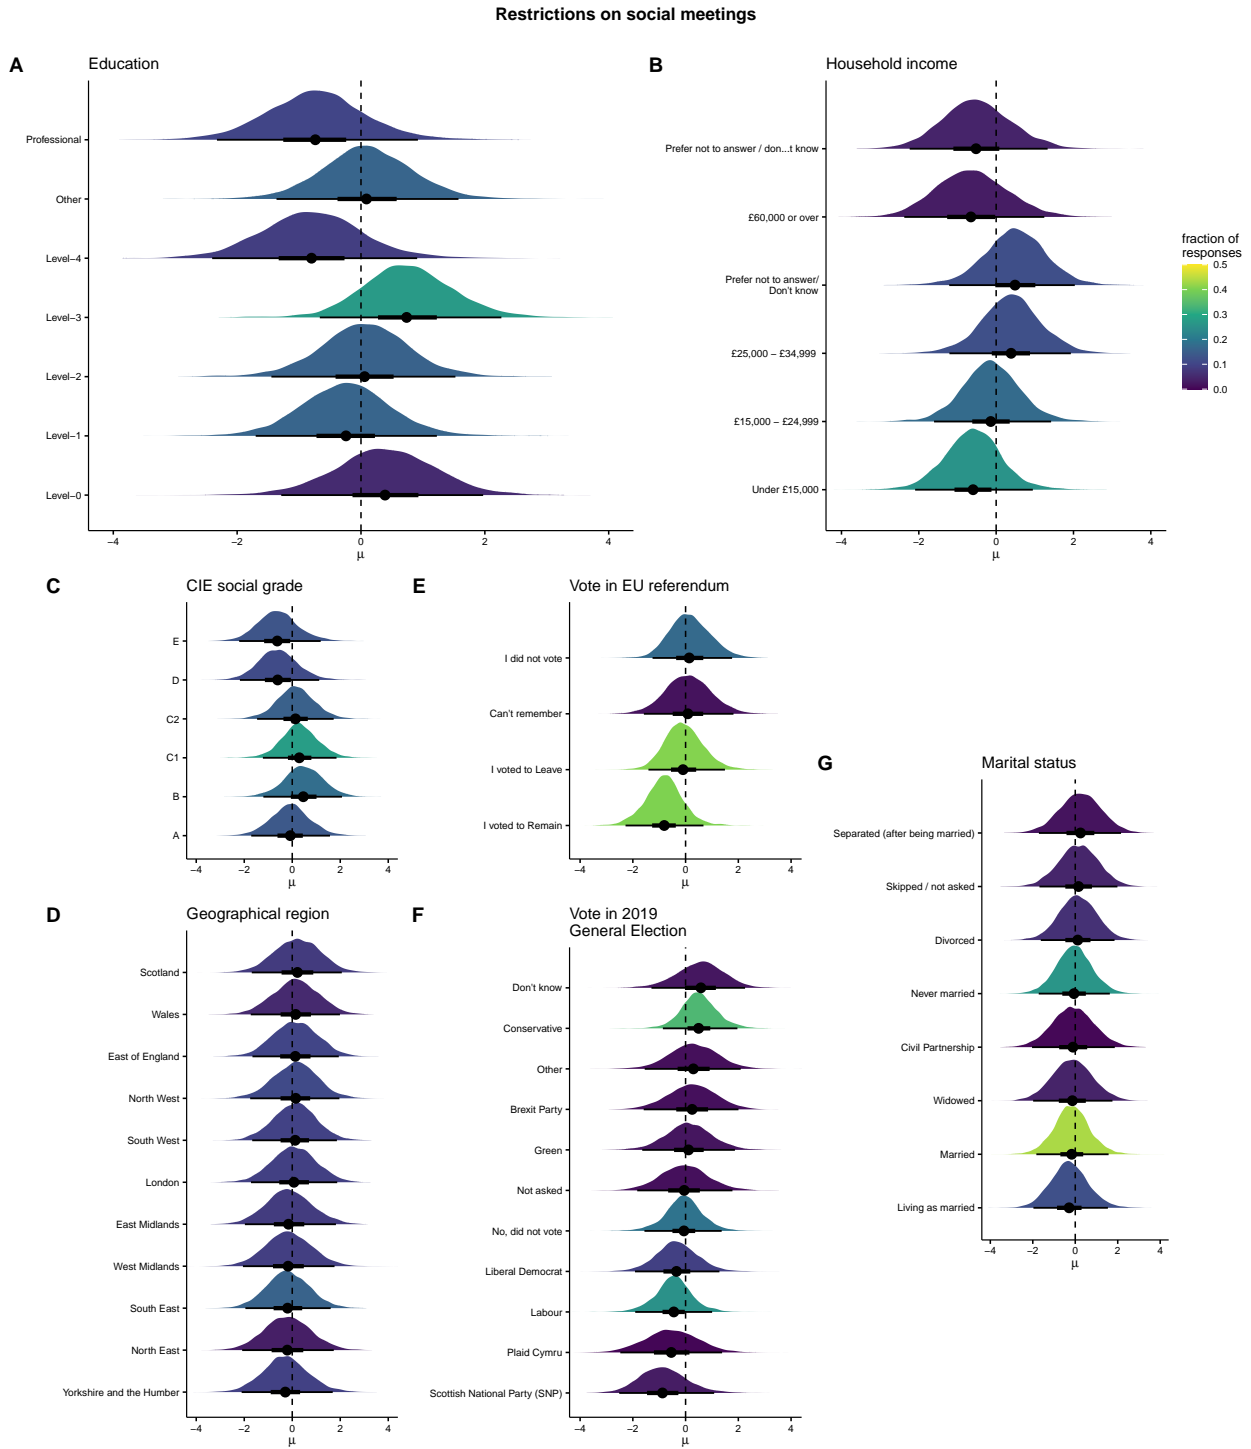 Restrictions on social meetings
A
Education
Professional
Other
Level−4
Level−3
Level−2
Level−1
Level−0
−4 −2 0 2 4
μ
B
Household income
Prefer not to answer / don...t know
£60,000 or over
Prefer not to answer/
Don't know
£25,000 − £34,999
£15,000 − £24,999
Under £15,000
−4 −2 0 2 4
μ
fraction of
responses
0.5
0.4
0.3
0.2
0.1
0.0
C
CIE social grade
E
D
C2
C1
B
A
−4 −2 0 2 4
μ
E
Vote in EU referendum
I did not vote
Can't remember
I voted to Leave
I voted to Remain
−4 −2 0 2 4
μ
D
Geographical region
Scotland
Wales
East of England
North West
South West
London
East Midlands
West Midlands
South East
North East
Yorkshire and the Humber
−4 −2 0 2 4
μ
F
Vote in 2019
General Election
Don't know
Conservative
Other
Brexit Party
Green
Not asked
No, did not vote
Liberal Democrat
Labour
Plaid Cymru
Scottish National Party (SNP)
−4 −2 0 2 4
μ
G
Marital status
Separated (after being married)
Skipped / not asked
Divorced
Never married
Civil Partnership
Widowed
Married
Living as married
−4 −2 0 2 4
μ